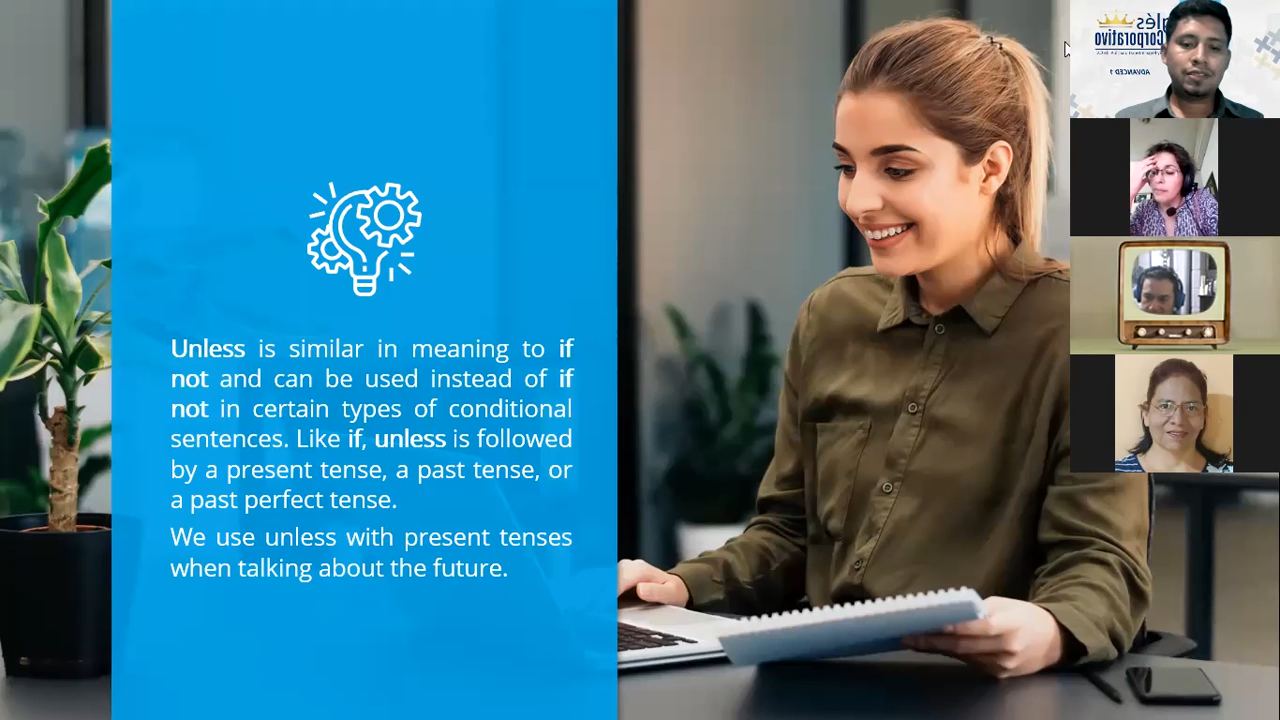 Unless is similar in meaning to if
not and can be used instead of if
not in certain types of conditional
sentences. Like if, unless is followed
by a present tense, a past tense, or
a past perfect tense.
We use unless with present tenses
when talking about the future.
Corporativo
ADVANCED 1